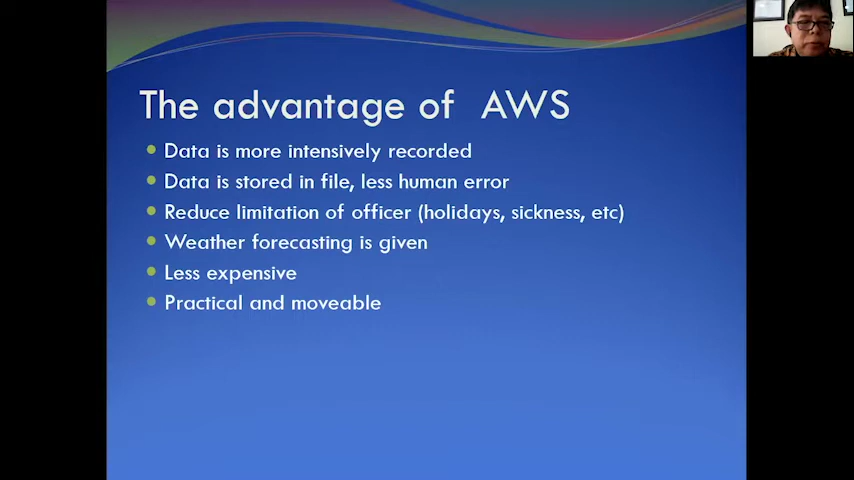 The advantage of AWS
Data is more intensively recorded
Data is stored in file, less human error
Reduce limitation of officer (holidays, sickness, etc)
Weather forecasting is given
Less expensive
Practical and moveable